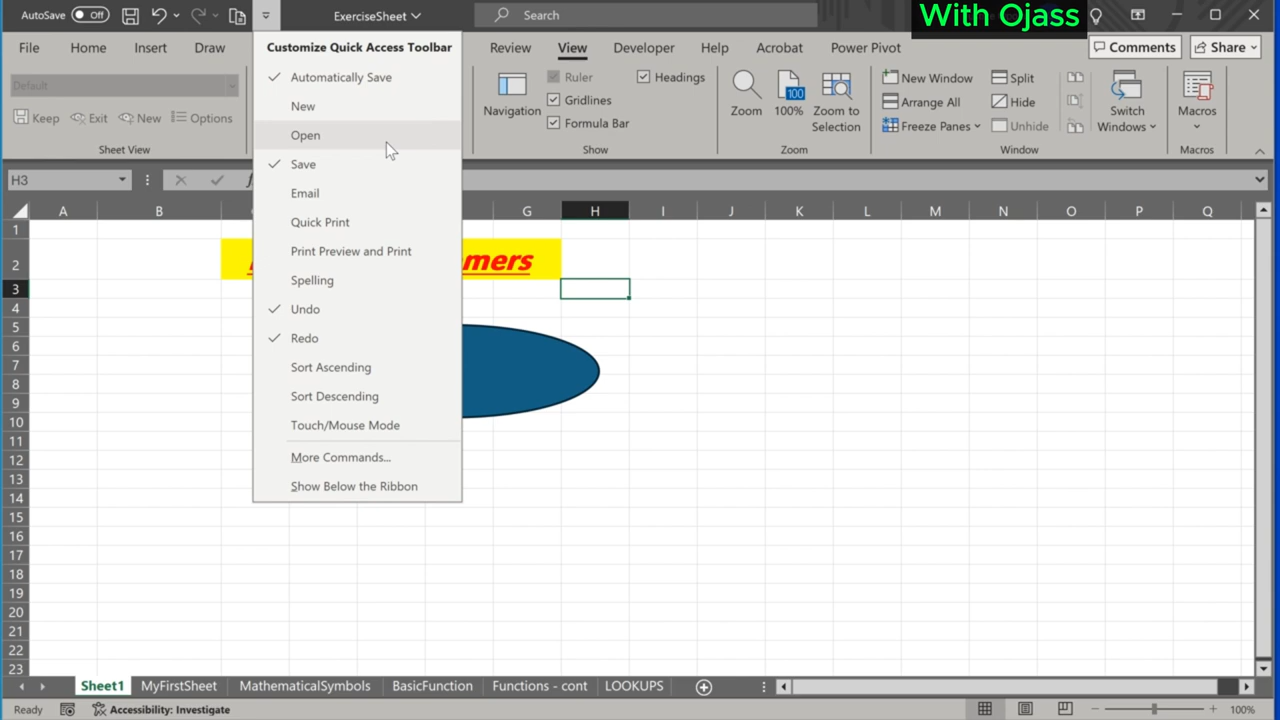 AutoSave Off ExerciseSheet Search With Ojass
File Home Insert Draw Review View Developer Help Acrobat Power Pivot Comments Share
Customize Quick Access Toolbar
Automatically Save
New
Open
Save
Email
Quick Print
Print Preview and Print
Spelling
Undo
Redo
Sort Ascending
Sort Descending
Touch/Mouse Mode
More Commands...
Show Below the Ribbon
Default
Keep Exit New Options
Sheet View
Navigation
Ruler
Gridlines
Formula Bar
Headings
Show
Zoom
100
100%
Zoom to
Selection
Zoom
New Window
Arrange All
Freeze Panes
Split
Hide
Unhide
Switch
Windows
Window
Macros
Macros
H3
A B G H I J K L M N O P Q
1
2
mers
3
4
5
6
7
8
9
10
11
12
13
14
15
16
17
18
19
20
21
22
23
Sheet1 MyFirstSheet MathematicalSymbols BasicFunction Functions - cont LOOKUPS
Ready Accessibility: Investigate 100%